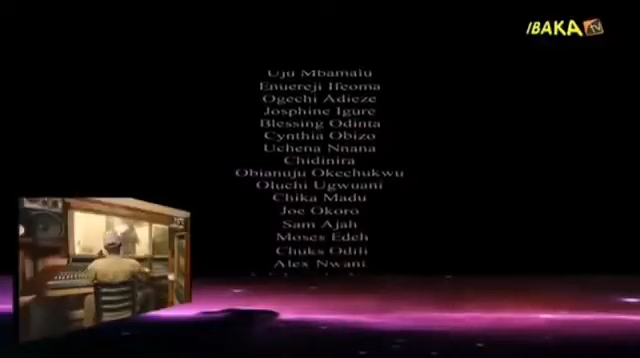 IBAKA TV
Uju Mbamalu
Enuereji Ifeoma
Ogechi Adieze
Josphine Igure
Blessing Odinta
Cynthia Obizo
Uchena Nnana
Chidinira
Obianuju Okechukwu
Oluchi Ugwuani
Chika Madu
Joe Okoro
Sam Ajah
Moses Edeh
Chuks Odili
Alex Nwani